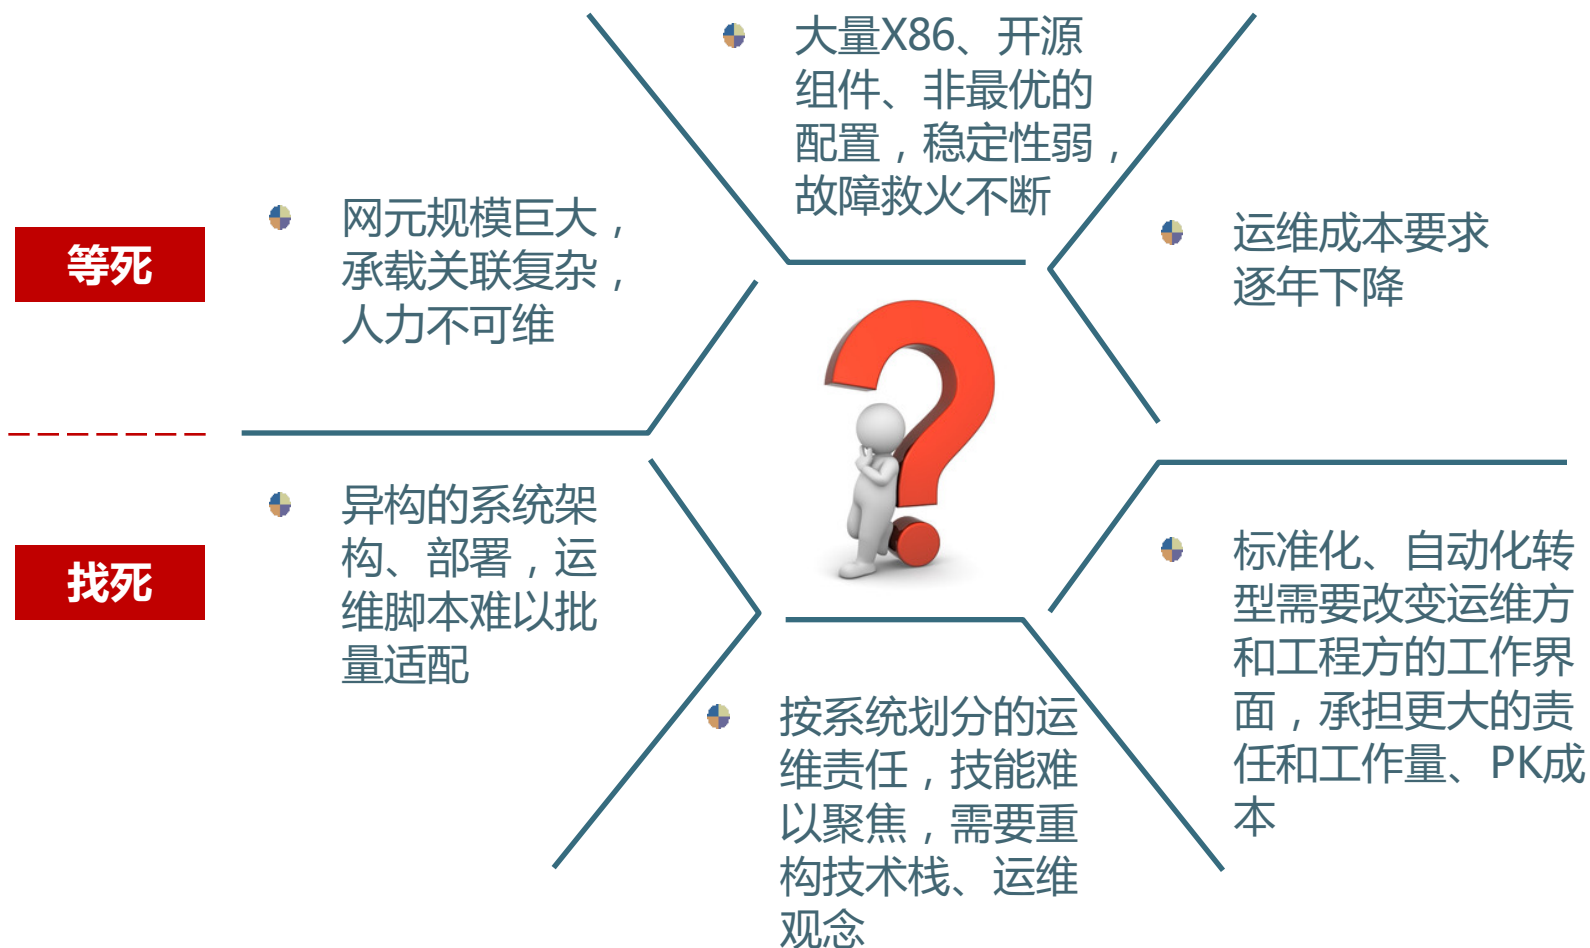 等死
网元规模巨大，
承载关联复杂，
人力不可维
大量X86、开源
组件、非最优的
配置，稳定性弱，
故障救火不断
运维成本要求
逐年下降
找死
异构的系统架
构、部署，运
维脚本难以批
量适配
按系统划分的运
维责任，技能难
以聚焦，需要重
构技术栈、运维
观念
标准化、自动化转
型需要改变运维方
和工程方的工作界
面，承担更大的责
任和工作量、PK成
本